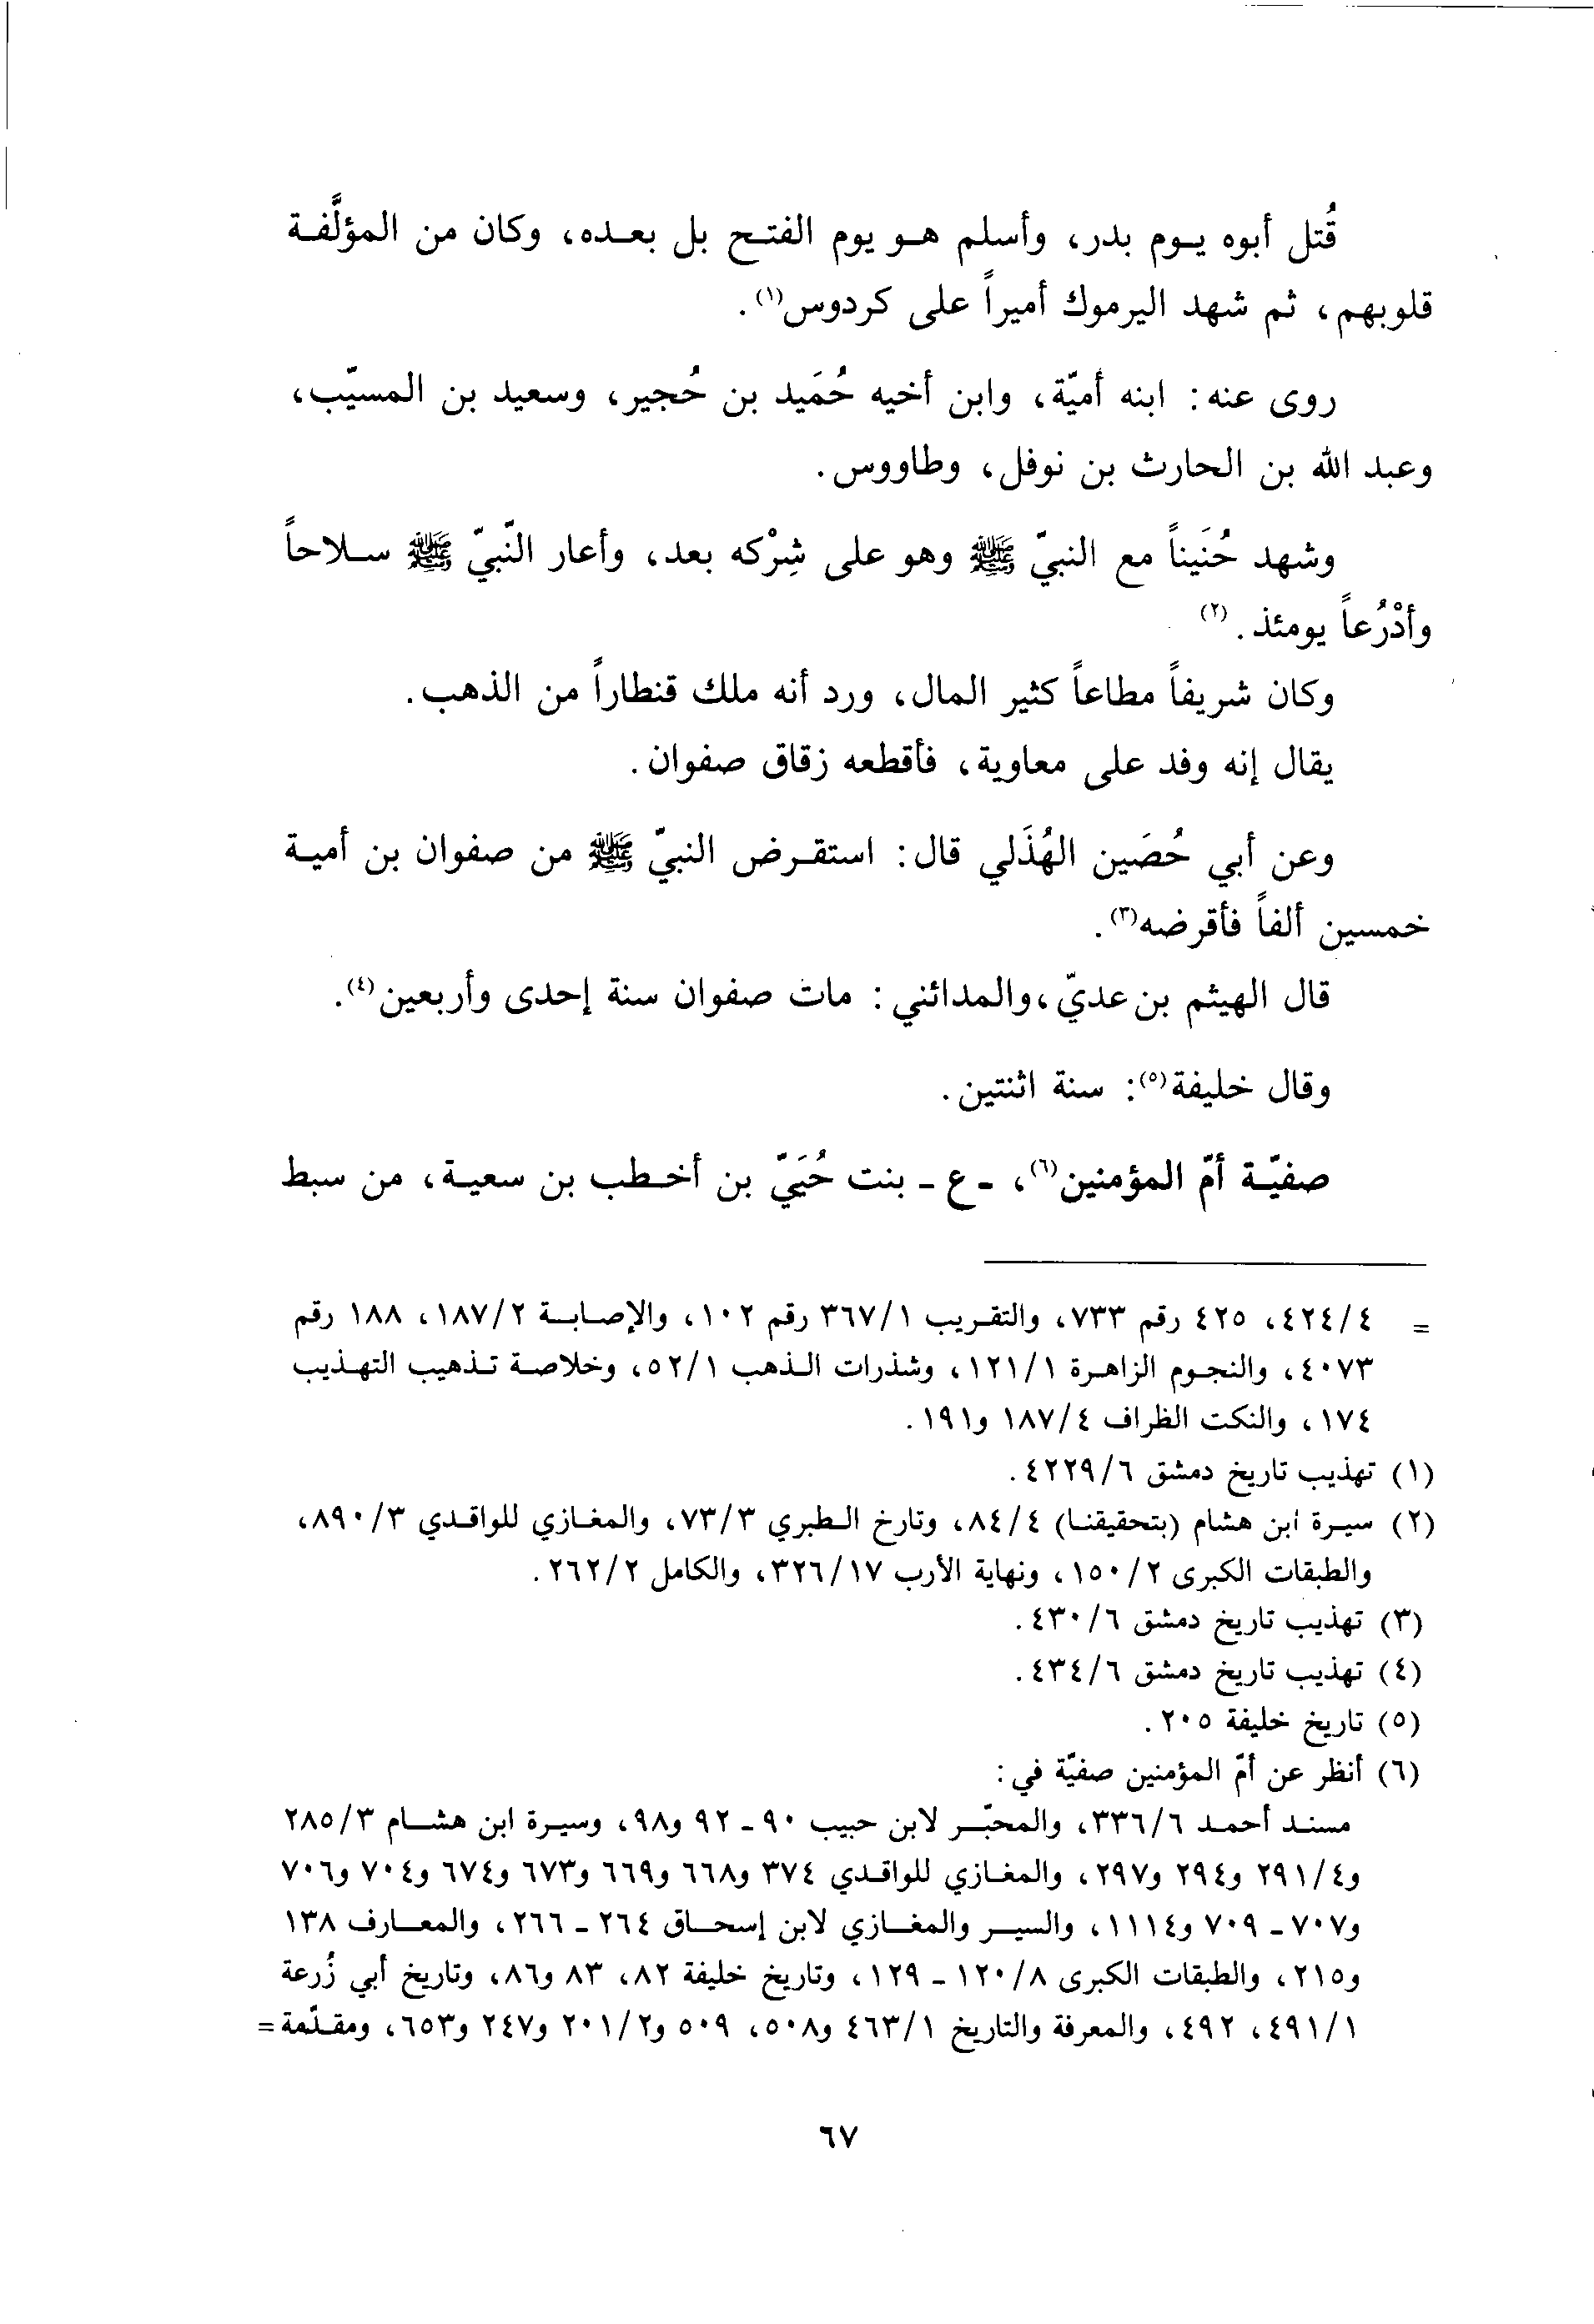 قُتل أبوه يوم بدر، وأسلم هو يوم الفتح بل بعده، وكان من المؤلَّفة
قلوبهم، ثم شهد اليرموك أميراً على كردوس(١).
روى عنه: ابنه أميّة، وابن أخيه حُمَيد بن حُجير، وسعيد بن المسيّب،
وعبد الله بن الحارث بن نوفل، وطاووس.
وشهد حُنَيناً مع النبيّ ﷺ وهو على شِرْكه بعد، وأعار النّبيّ ﷺ سلاحاً
وأدْرُعاً يومئذ.(٢)
وكان شريفاً مطاعاً كثير المال، ورد أنه ملك قنطاراً من الذهب.
يقال إنه وفد على معاوية، فأقطعه زقاق صفوان.
وعن أبي حُصَين الهُذَلي قال: استقرض النبيّ ﷺ من صفوان بن أمية
خمسين ألفاً فأقرضه(٣).
قال الهيثم بن عديّ، والمدائني: مات صفوان سنة إحدى وأربعين(٤).
وقال خليفة(٥): سنة اثنتين.
صفيّة أمّ المؤمنين(٦)، - ع - بنت حُيَيّ بن أخطب بن سعية، من سبط
= ٤٢٤/٤، ٤٢٥ رقم ٧٣٣، والتقريب ٣٦٧/١ رقم ١٠٢، والإصابة ١٨٧/٢، ١٨٨ رقم
٤٠٧٣، والنجوم الزاهرة ١٢١/١، وشذرات الذهب ٥٢/١، وخلاصة تذهيب التهذيب
١٧٤، والنكت الظراف ١٨٧/٤ و١٩١.
(١) تهذيب تاريخ دمشق ٤٢٢٩/٦.
(٢) سيرة ابن هشام (بتحقيقنا) ٨٤/٤، وتارخ الطبري ٧٣/٣، والمغازي للواقدي ٨٩٠/٣،
والطبقات الكبرى ١٥٠/٢، ونهاية الأرب ٣٢٦/١٧، والكامل ٢٦٢/٢.
(٣) تهذيب تاريخ دمشق ٤٣٠/٦.
(٤) تهذيب تاريخ دمشق ٤٣٤/٦.
(٥) تاريخ خليفة ٢٠٥.
(٦) أنظر عن أمّ المؤمنين صفيّة في:
مسند أحمد ٣٣٦/٦، والمحبّر لابن حبيب ٩٠ - ٩٢ و٩٨، وسيرة ابن هشام ٢٨٥/٣
و٢٩١/٤ و٢٩٤ و٢٩٧، والمغازي للواقدي ٣٧٤ و٦٦٨ و٦٦٩ و٦٧٣ و٦٧٤ و٧٠٤ و٧٠٦
و٧٠٧ - ٧٠٩ و١١١٤، والسير والمغازي لابن إسحاق ٢٦٤ - ٢٦٦، والمعارف ١٣٨
و٢١٥، والطبقات الكبرى ١٢٠/٨ - ١٢٩، وتاريخ خليفة ٨٢، ٨٣ و٨٦، وتاريخ أبي زُرعة
٤٩١/١، ٤٩٢، والمعرفة والتاريخ ٤٦٣/١ و٥٠٨، ٥٠٩ و٢٠١/٢ و٢٤٧ و٦٥٣، ومقدّمة =
٦٧